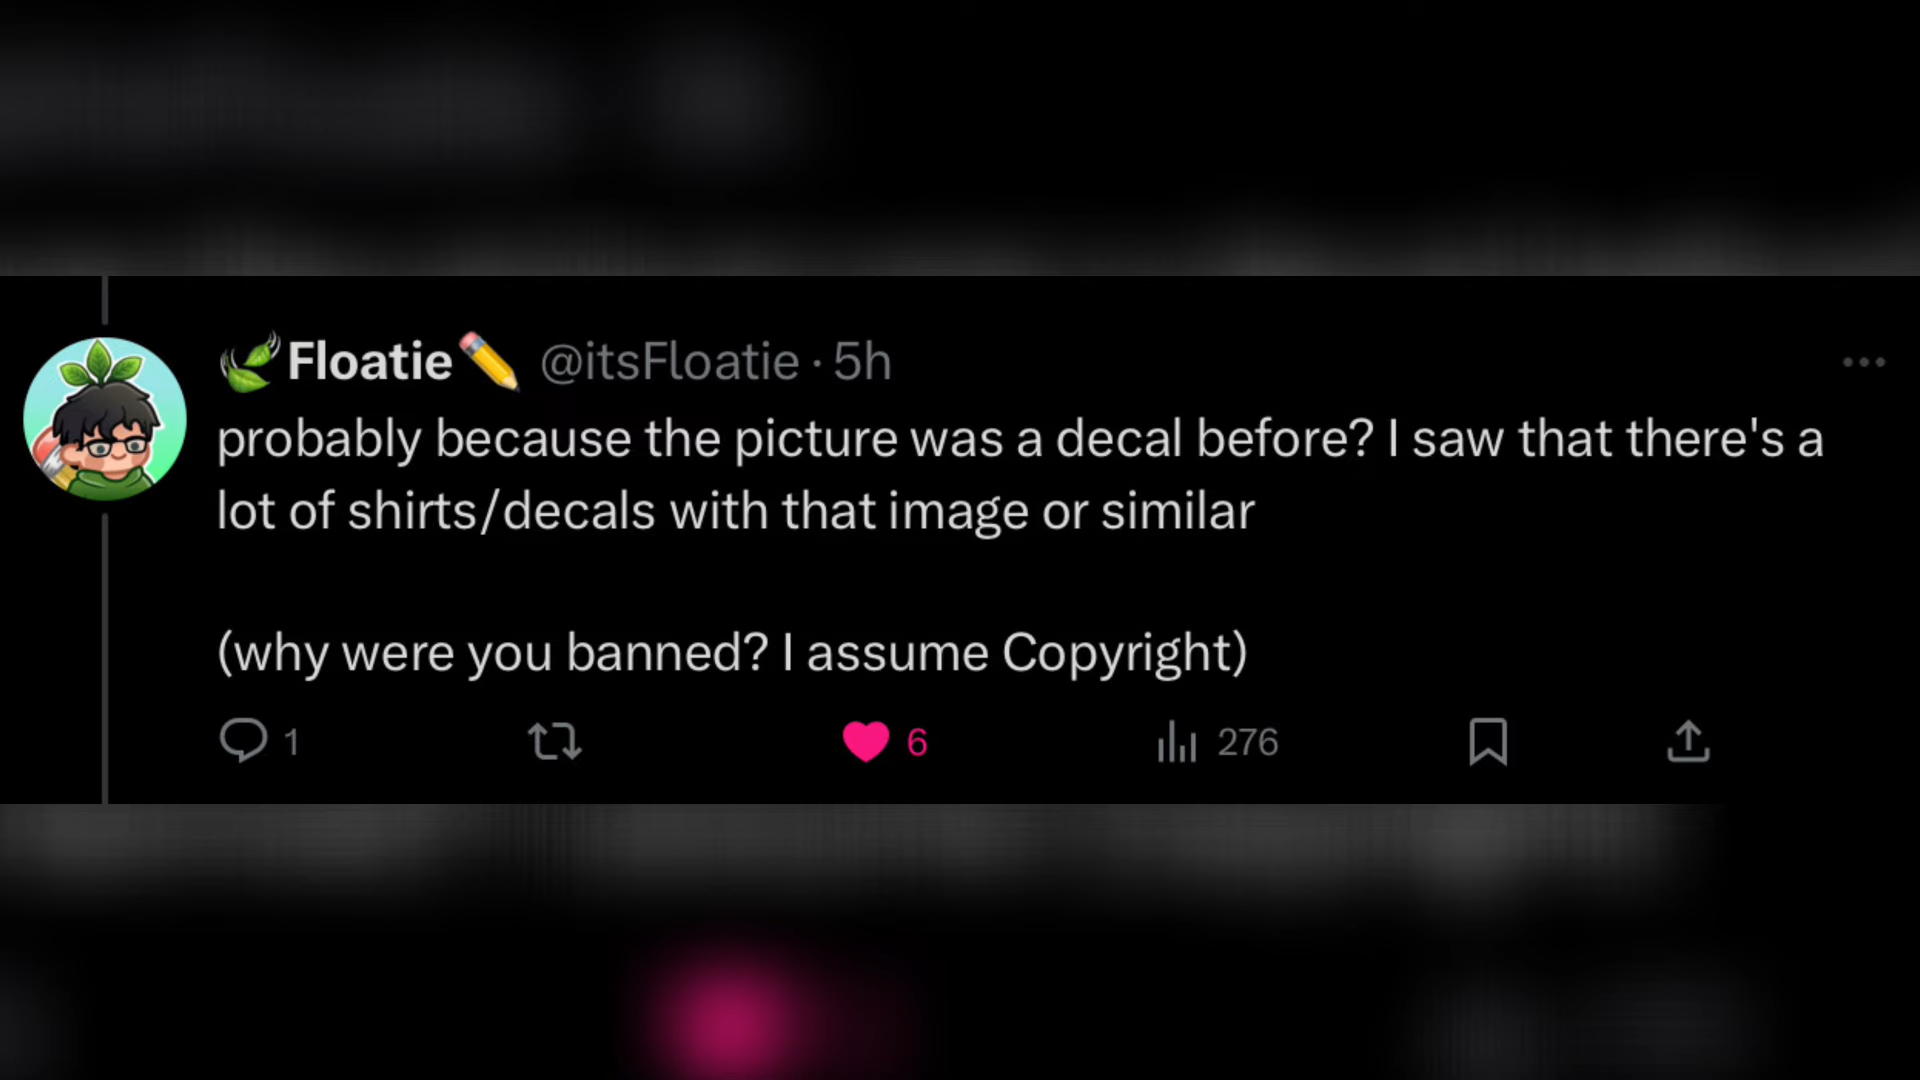 🍃Floatie✏️ @itsFloatie · 5h
probably because the picture was a decal before? I saw that there's a
lot of shirts/decals with that image or similar
(why were you banned? I assume Copyright)
1 6 276